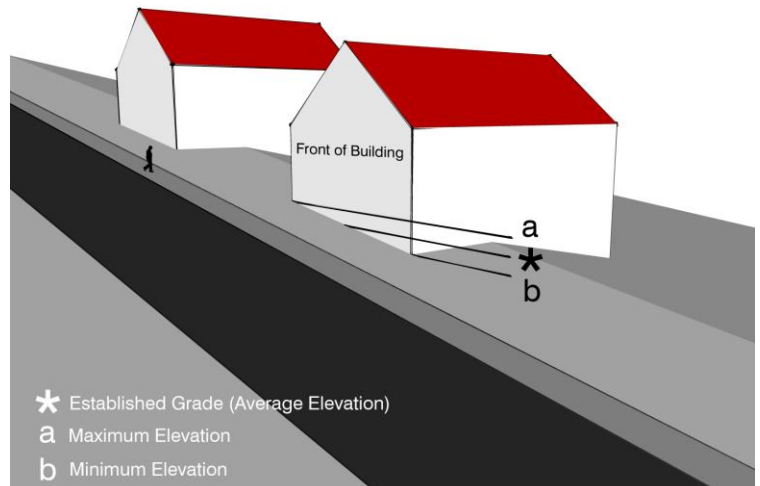 Front of Building
a
*
b
* Established Grade (Average Elevation)
a Maximum Elevation
b Minimum Elevation